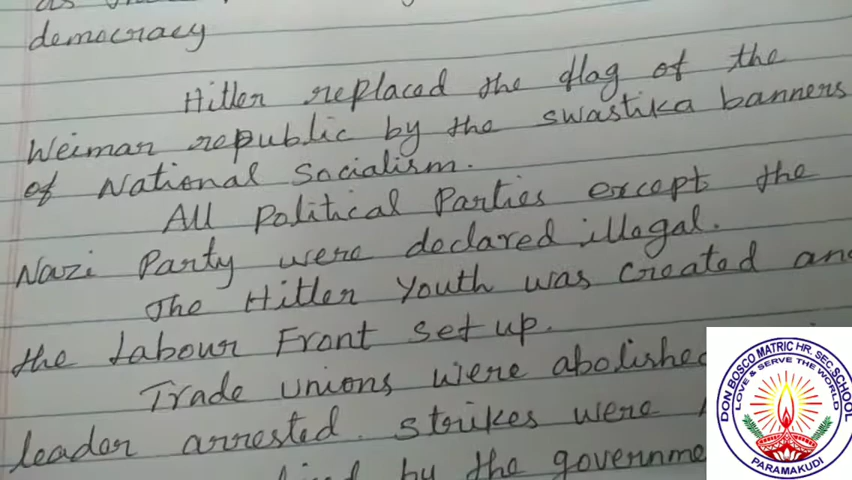 democracy
Hitler replaced the flag of the
Weimar republic by the swastika banners
of National Socialism.
All Political Parties except the
Nazi Party were declared illegal.
The Hitler Youth was created and
the Labour Front set up.
Trade unions were abolished
leader arrested. Strikes were
by the governme
DON BOSCO MATRIC HR. SEC. SCHOOL
LOVE & SERVE THE WORLD
PARAMAKUDI